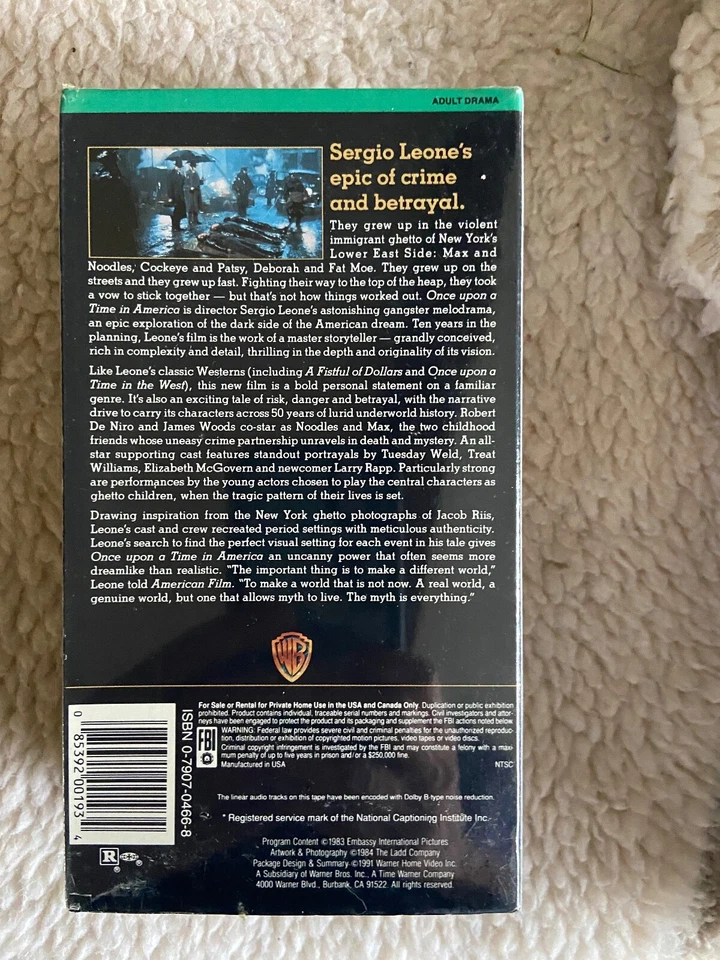 ADULT DRAMA
Sergio Leone's
epic of crime
and betrayal.
They grew up in the violent
immigrant ghetto of New York's
Lower East Side: Max and
Noodles, Cockeye and Patsy, Deborah and Fat Moe. They grew up on the
streets and they grew up fast. Fighting their way to the top of the heap, they took
a vow to stick together — but that's not how things worked out. Once upon a
Time in America is director Sergio Leone's astonishing gangster melodrama,
an epic exploration of the dark side of the American dream. Ten years in the
planning, Leone's film is the work of a master storyteller — grandly conceived,
rich in complexity and detail, thrilling in the depth and originality of its vision.
Like Leone's classic Westerns (including A Fistful of Dollars and Once upon a
Time in the West), this new film is a bold personal statement on a familiar
genre. It's also an exciting tale of risk, danger and betrayal, with the narrative
drive to carry its characters across 50 years of lurid underworld history. Robert
De Niro and James Woods co-star as Noodles and Max, the two childhood
friends whose uneasy crime partnership unravels in death and mystery. An all-
star supporting cast features standout portrayals by Tuesday Weld, Treat
Williams, Elizabeth McGovern and newcomer Larry Rapp. Particularly strong
are performances by the young actors chosen to play the central characters as
ghetto children, when the tragic pattern of their lives is set.
Drawing inspiration from the New York ghetto photographs of Jacob Riis,
Leone's cast and crew recreated period settings with meticulous authenticity.
Leone's search to find the perfect visual setting for each event in his tale gives
Once upon a Time in America an uncanny power that often seems more
dreamlike than realistic. "The important thing is to make a different world,"
Leone told American Film. "To make a world that is not now. A real world, a
genuine world, but one that allows myth to live. The myth is everything."
WB
For Sale or Rental for Private Home Use in the USA and Canada Only. Duplication or public exhibition
prohibited. Product contains individual, traceable serial numbers and markings. Civil investigators and attor-
neys have been engaged to protect the product and its packaging and supplement the FBI actions noted below.
FBI
WARNING: Federal law provides severe civil and criminal penalties for the unauthorized reproduc-
tion, distribution or exhibition of copyrighted motion pictures, video tapes or video discs.
Criminal copyright infringement is investigated by the FBI and may constitute a felony with a maxi-
mum penalty of up to five years in prison and/or a $250,000 fine.
Manufactured in USA NTSC
ISBN 0-7907-0466-8
0 85392 00193 4
The linear audio tracks on this tape have been encoded with Dolby B-type noise reduction.
* Registered service mark of the National Captioning Institute Inc.
R ®
®
Program Content ©1983 Embassy International Pictures
Artwork & Photography ©1984 The Ladd Company
Package Design & Summary ©1991 Warner Home Video Inc.
A Subsidiary of Warner Bros. Inc., A Time Warner Company
4000 Warner Blvd., Burbank, CA 91522. All rights reserved.